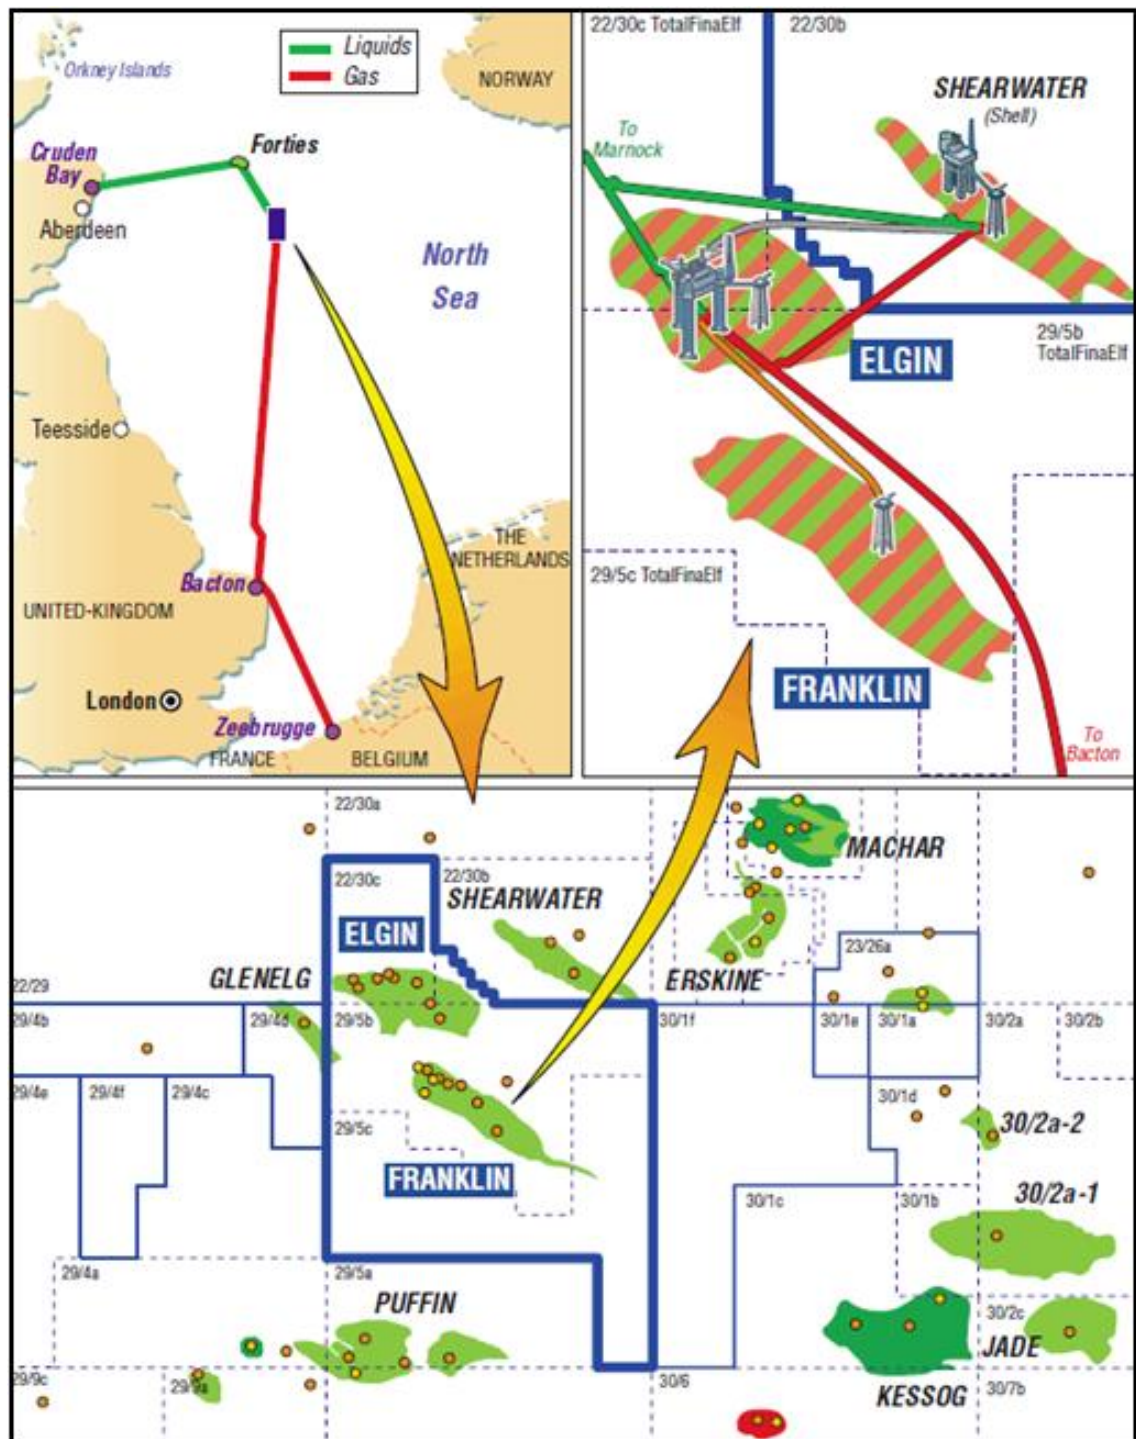 Orkney Islands
Liquids
Gas
NORWAY
Cruden
Bay
Forties
Aberdeen
North
Sea
Teesside
THE
NETHERLANDS
Bacton
UNITED-KINGDOM
London
Zeebrugge
FRANCE
BELGIUM
22/30c TotalFinaElf
22/30b
SHEARWATER
(Shell)
To
Marnock
29/5b
TotalFinaElf
ELGIN
29/5c TotalFinaElf
FRANKLIN
To
Bacton
22/30a
MACHAR
22/30c
22/30b
SHEARWATER
ELGIN
23/26a
GLENELG
ERSKINE
22/29
29/4b
29/4d
29/5b
30/1f
30/1e
30/1a
30/2a
30/2b
29/4e
29/4f
29/4c
30/1d
29/5c
30/2a-2
FRANKLIN
30/1c
30/1b
30/2a-1
29/4a
29/5a
PUFFIN
30/2c
JADE
29/9c
29/9a
30/6
KESSOG
30/7b